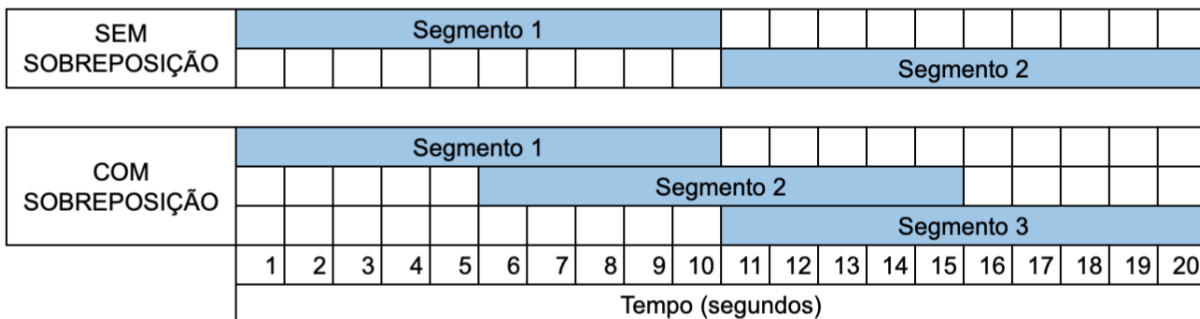 SEM
SOBREPOSIÇÃO
Segmento 1
Segmento 2
COM
SOBREPOSIÇÃO
Segmento 1
Segmento 2
Segmento 3
1 2 3 4 5 6 7 8 9 10 11 12 13 14 15 16 17 18 19 20
Tempo (segundos)